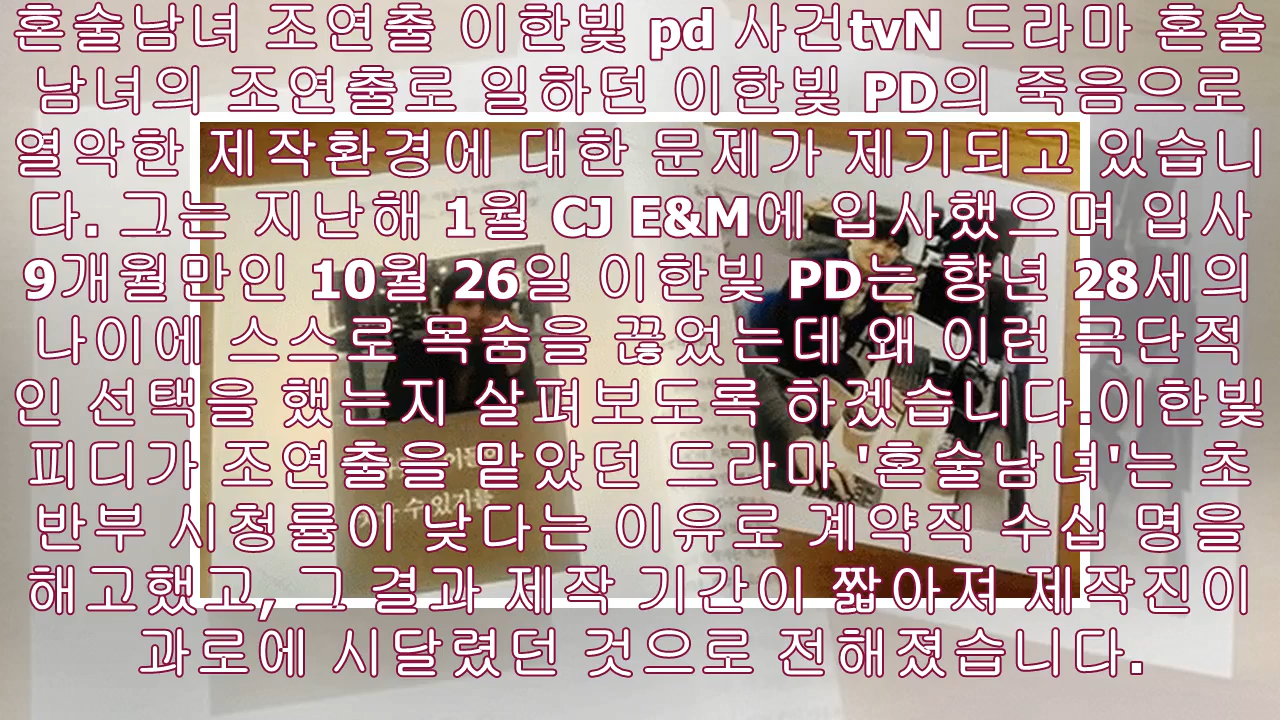 혼술남녀 조연출 이한빛 pd 사건tvN 드라마 혼술
남녀의 조연출로 일하던 이한빛 PD의 죽음으로
열악한 제작환경에 대한 문제가 제기되고 있습니
다. 그는 지난해 1월 CJ E&M에 입사했으며 입사
9개월만인 10월 26일 이한빛 PD는 향년 28세의
나이에 스스로 목숨을 끊었는데 왜 이런 극단적
인 선택을 했는지 살펴보도록 하겠습니다.이한빛
피디가 조연출을 맡았던 드라마 '혼술남녀'는 초
반부 시청률이 낮다는 이유로 계약직 수십 명을
해고했고, 그 결과 제작 기간이 짧아져 제작진이
과로에 시달렸던 것으로 전해졌습니다.
수 있기를